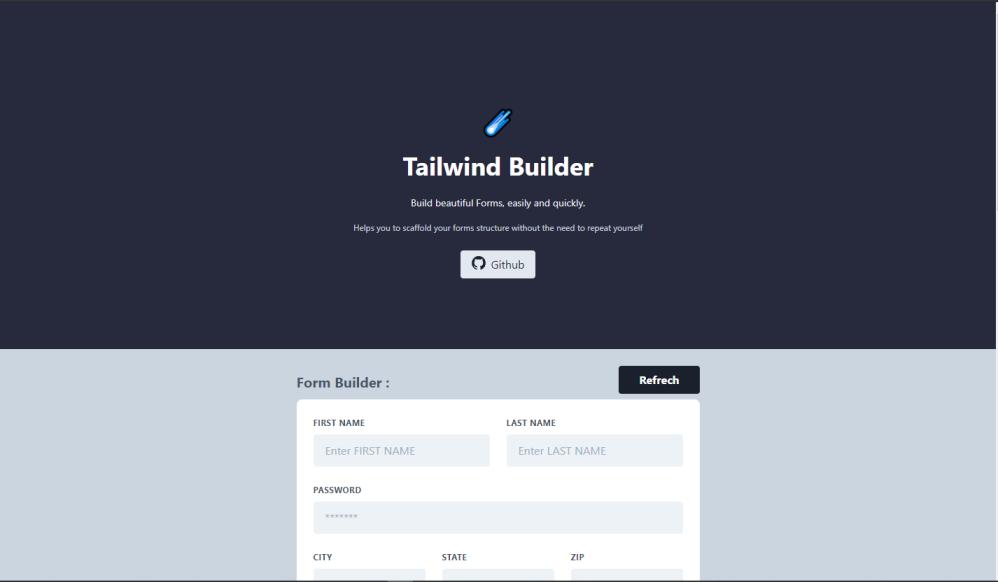 Tailwind Builder
Build beautiful Forms, easily and quickly.
Helps you to scaffold your forms structure without the need to repeat yourself
Github
Form Builder :
Refrech
FIRST NAME
LAST NAME
Enter FIRST NAME
Enter LAST NAME
PASSWORD
*******
CITY
STATE
ZIP